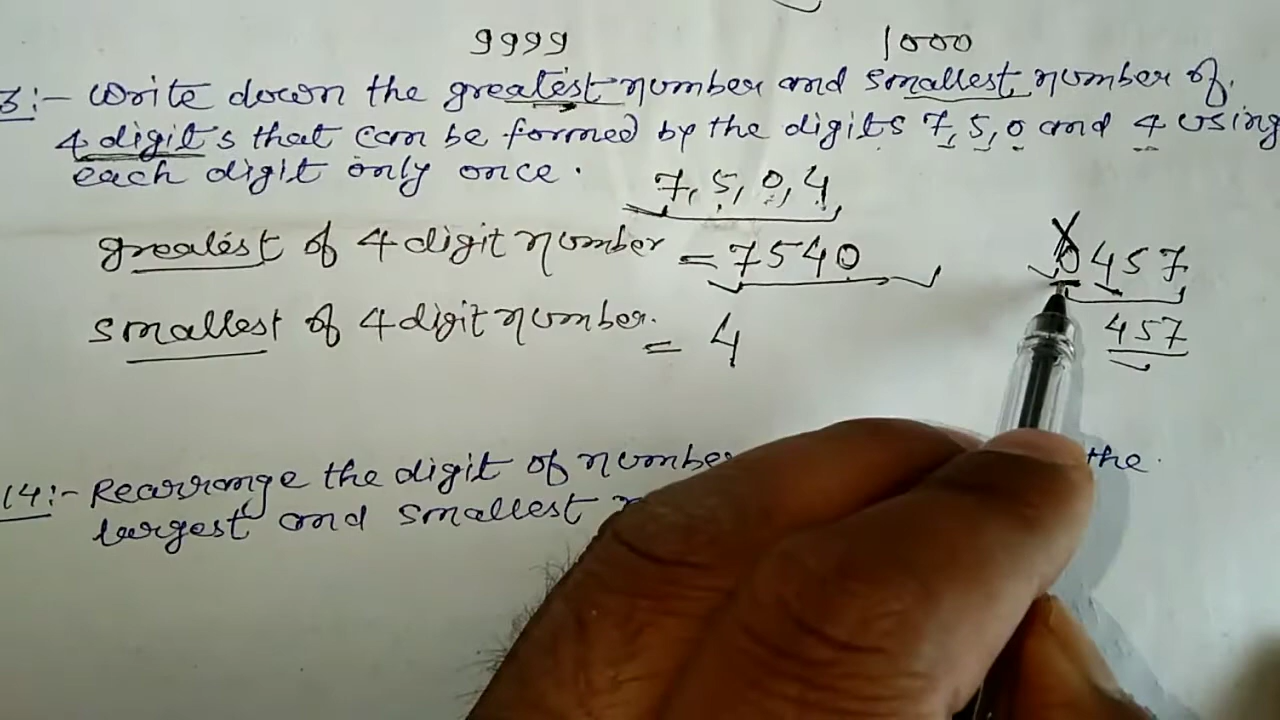 9999 1000
3:- Write down the greatest number and smallest number of
4 digits that can be formed by the digits 7, 5, 0 and 4 using
each digit only once.
7, 5, 0, 4
greatest of 4 digit number = 7540
0457
smallest of 4 digit number. = 4
457
14:- Rearrange the digit of number the
largest and smallest